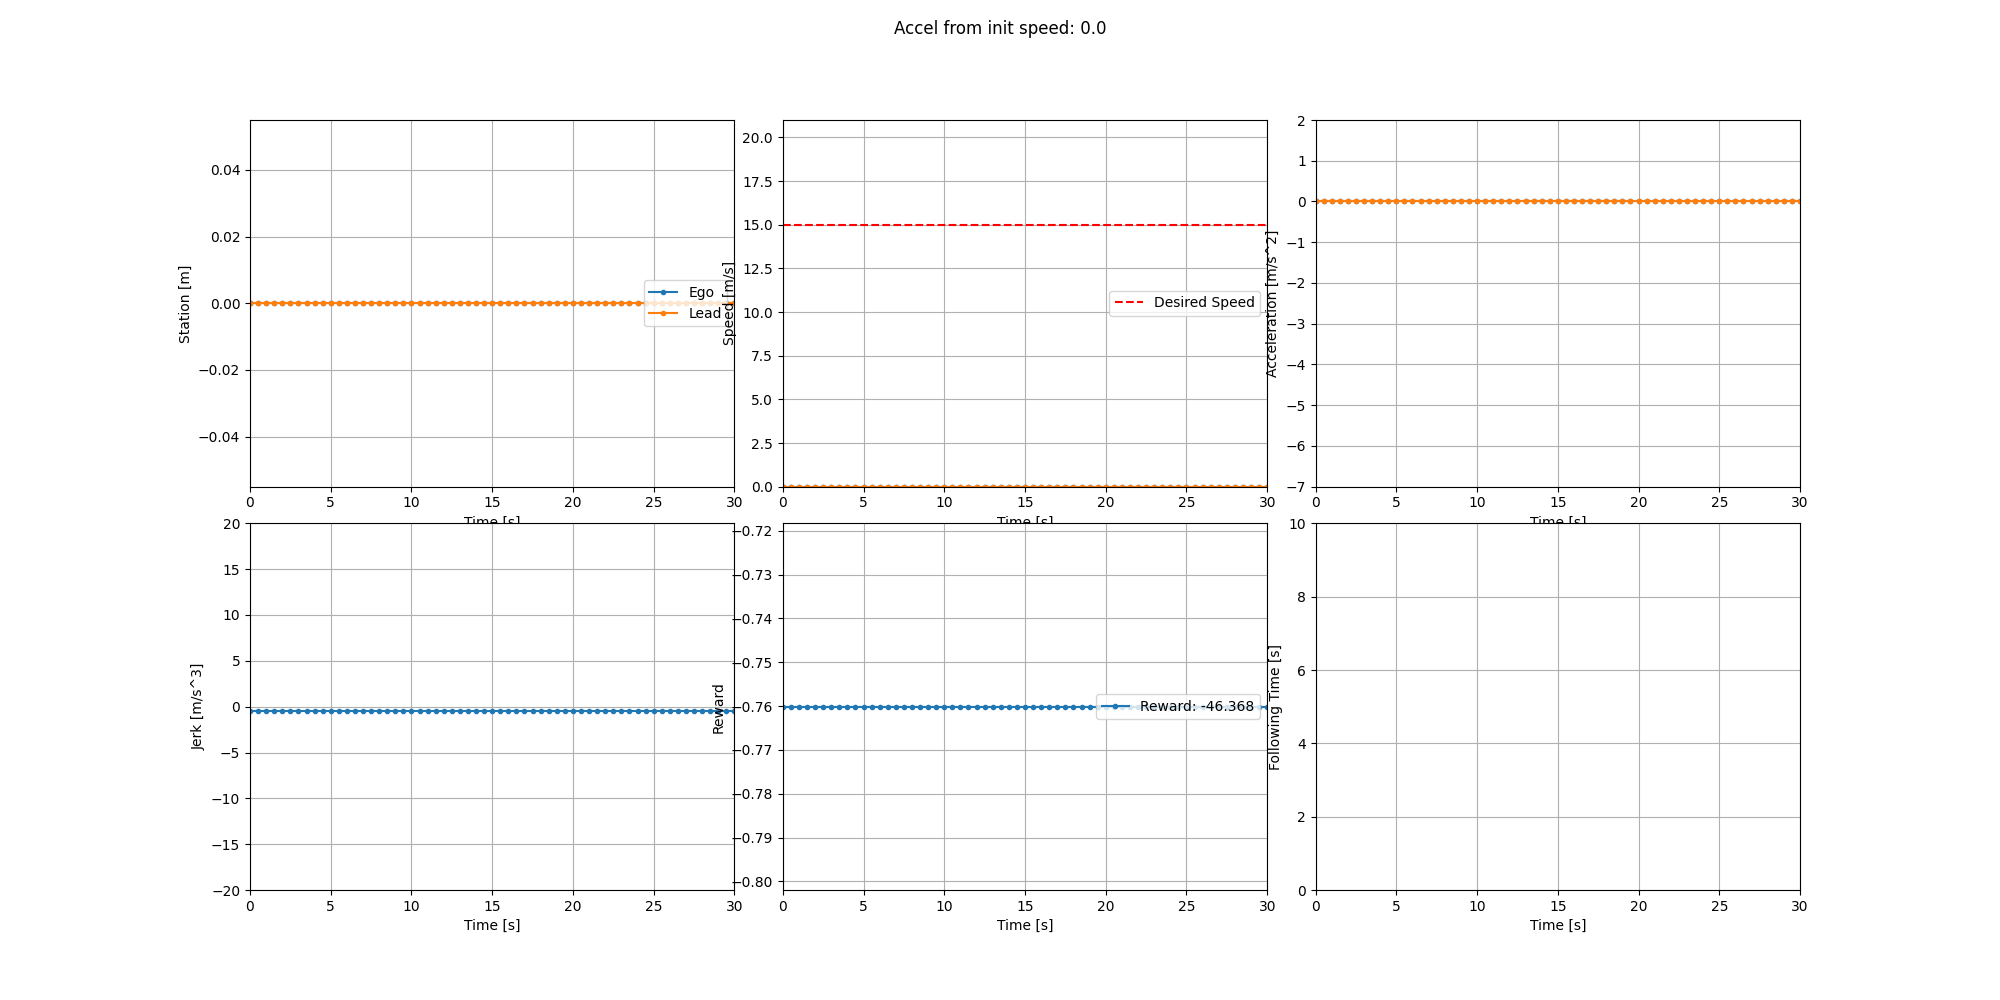 Accel from init speed: 0.0
Station [m]
0.04
0.02
0.00
−0.02
−0.04
0 5 10 15 20 25 30
Time [s]
Ego
Lead
Speed [m/s]
20.0
17.5
15.0
12.5
10.0
7.5
5.0
2.5
0.0
0 5 10 15 20 25 30
Time [s]
Desired Speed
Acceleration [m/s^2]
2
1
0
−1
−2
−3
−4
−5
−6
−7
0 5 10 15 20 25 30
Time [s]
Jerk [m/s^3]
20
15
10
5
0
−5
−10
−15
−20
0 5 10 15 20 25 30
Time [s]
Reward
−0.72
−0.73
−0.74
−0.75
−0.76
−0.77
−0.78
−0.79
−0.80
0 5 10 15 20 25 30
Time [s]
Reward: -46.368
Following Time [s]
10
8
6
4
2
0
0 5 10 15 20 25 30
Time [s]